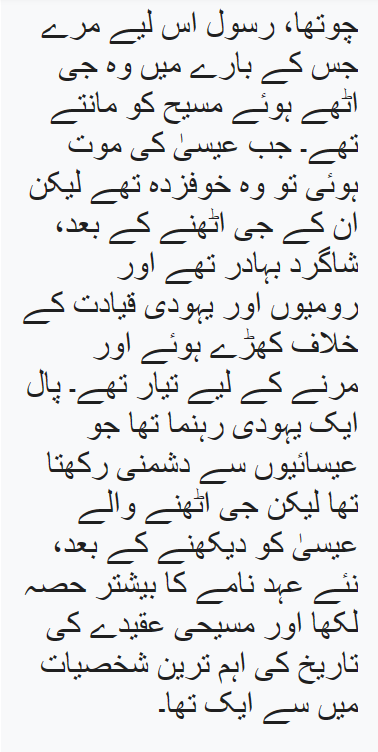 چوتھا، رسول اس لیے مرے
جس کے بارے میں وہ جی
اٹھے ہوئے مسیح کو مانتے
تھے۔ جب عیسیٰ کی موت
ہوئی تو وہ خوفزدہ تھے لیکن
ان کے جی اٹھنے کے بعد،
شاگرد بہادر تھے اور
رومیوں اور یہودی قیادت کے
خلاف کھڑے ہوئے اور
مرنے کے لیے تیار تھے۔ پال
ایک یہودی رہنما تھا جو
عیسائیوں سے دشمنی رکھتا
تھا لیکن جی اٹھنے والے
عیسیٰ کو دیکھنے کے بعد،
نئے عہد نامے کا بیشتر حصہ
لکھا اور مسیحی عقیدے کی
تاریخ کی اہم ترین شخصیات
میں سے ایک تھا۔